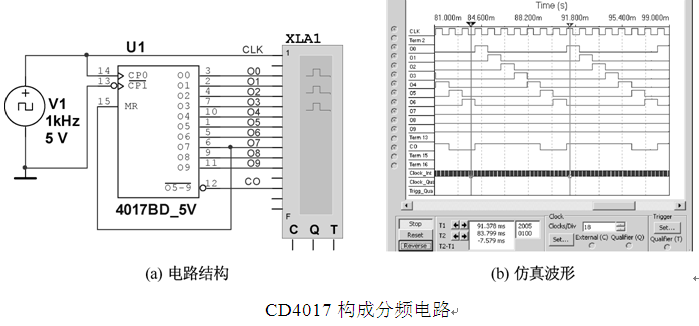 XLA1
U1
CLK
1
14
CP0
O0
3
O0
13
CP1
O1
2
O1
O2
4
O2
15
MR
O3
7
O3
O4
10
O4
O5
1
O5
O6
5
O6
O7
6
O7
O8
9
O8
O9
11
O9
O5-9
12
CO
V1
1kHz
5 V
4017BD_5V
F
C Q T
(a) 电路结构
Time (s)
81.000m 84.600m 88.200m 91.800m 95.400m 99.000m
CLK
Term 2
O0
O1
O2
O3
O4
O5
O6
O7
O8
O9
Term 13
CO
Term 15
Term 16
Clock_Int
Clock_Qua
Trigg_Qua
Stop
Reset
Reverse
T1
T2
T2-T1
91.378 ms
83.799 ms
-7.579 ms
2005
0100
Clock
Clocks/Div
18
Set...
External (C)
Qualifier (Q)
Trigger
Set...
Qualifier (T)
(b) 仿真波形
CD4017 构成分频电路